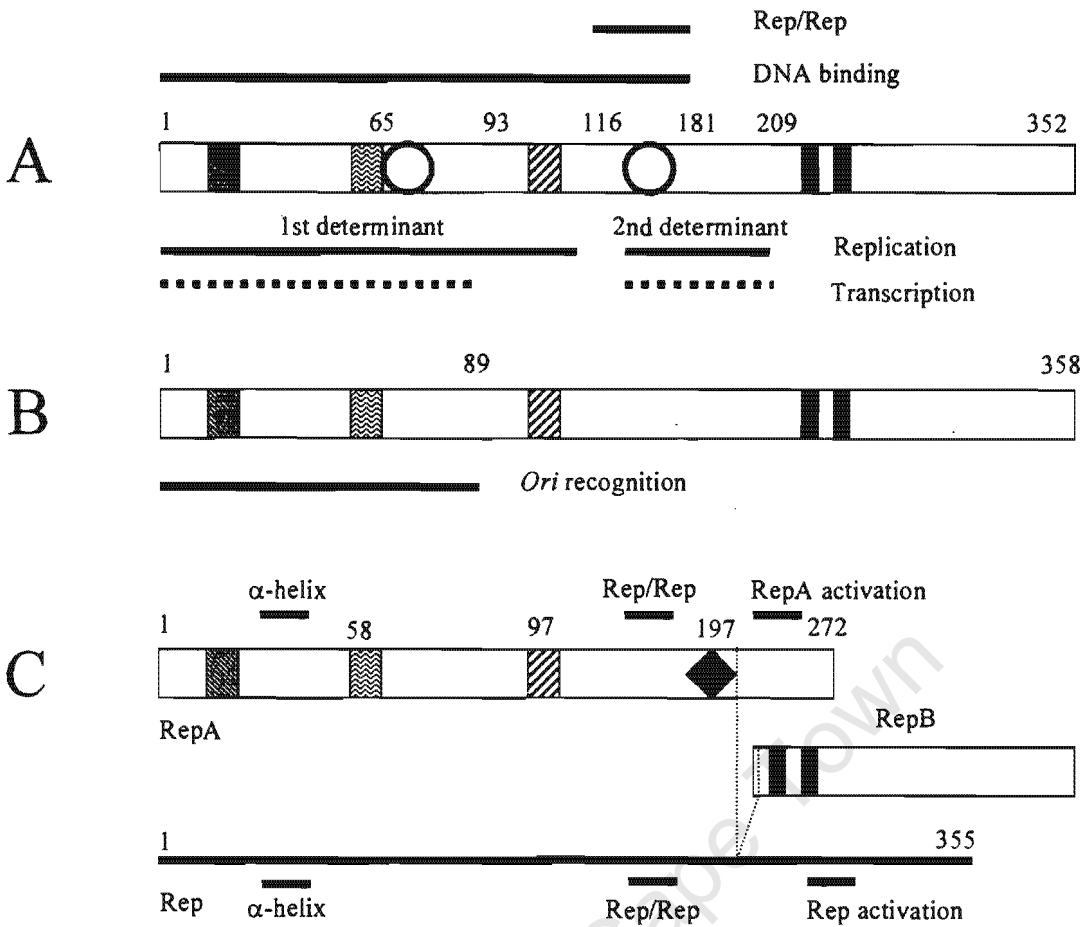 Rep/Rep
DNA binding
1 65 93 116 181 209 352
A
1st determinant 2nd determinant Replication
Transcription
1 89 358
B
Ori recognition
α-helix Rep/Rep RepA activation
1 58 97 197 272
C
RepA RepB
1 355
Rep α-helix Rep/Rep Rep activation
Cape Town